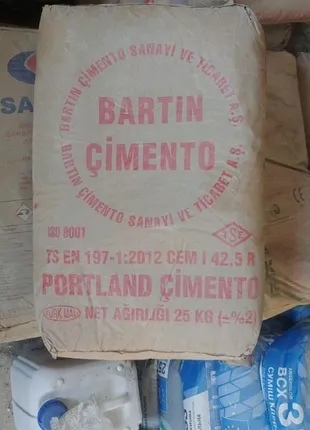 BARTIN ÇİMENTO SANAYİ VE TİCARET A.Ş.
BARTIN ÇİMENTO SANAYİ VE TİCARET A.Ş.
BARTIN
ÇİMENTO
ISO 9001
TSE
TS EN 197-1:2012 CEM I 42,5 R
PORTLAND ÇİMENTO
TÜRK MALI
NET AĞIRLIĞI 25 KG (±%2)
SA
BCX
3